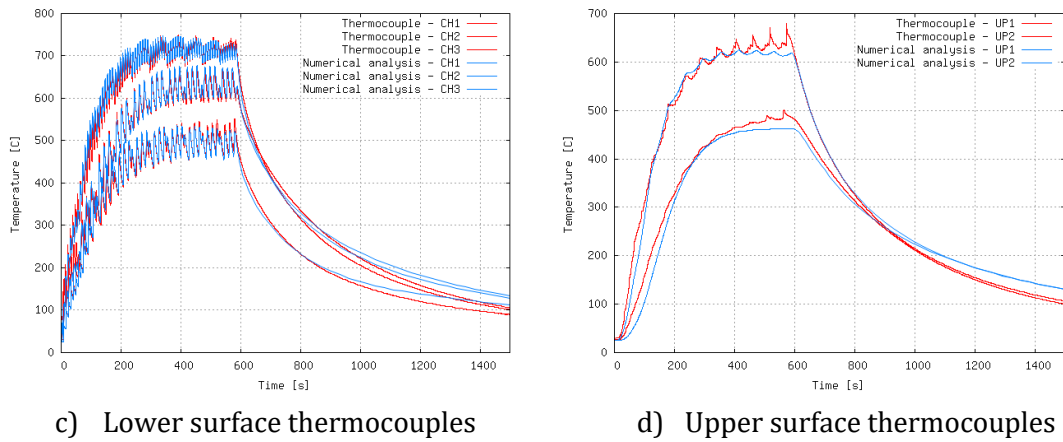 800
700
600
500
400
300
200
100
0
Temperature [C]
0 200 400 600 800 1000 1200 1400
Time [s]
Thermocouple - CH1
Thermocouple - CH2
Thermocouple - CH3
Numerical analysis - CH1
Numerical analysis - CH2
Numerical analysis - CH3
c) Lower surface thermocouples
700
600
500
400
300
200
100
0
Temperature [C]
0 200 400 600 800 1000 1200 1400
Time [s]
Thermocouple - UP1
Thermocouple - UP2
Numerical analysis - UP1
Numerical analysis - UP2
d) Upper surface thermocouples